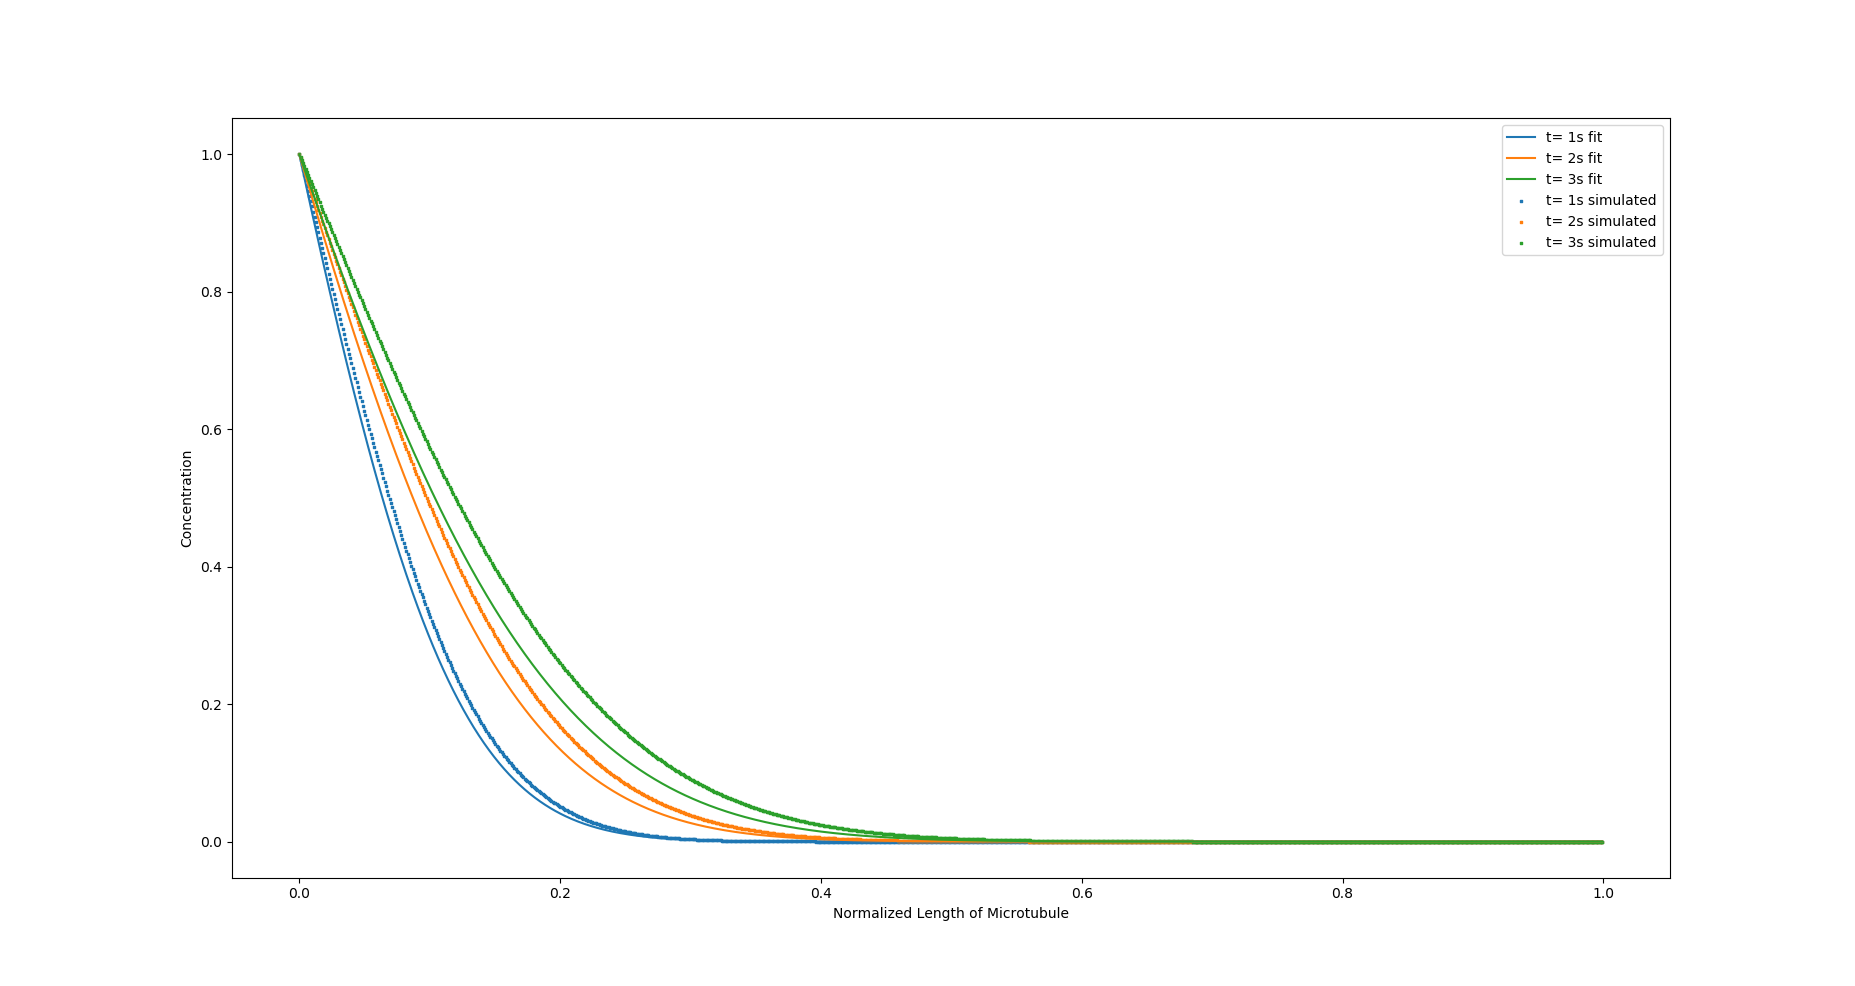 t= 1s fit
t= 2s fit
t= 3s fit
t= 1s simulated
t= 2s simulated
t= 3s simulated
1.0
0.8
0.6
0.4
0.2
0.0
Concentration
0.0 0.2 0.4 0.6 0.8 1.0
Normalized Length of Microtubule